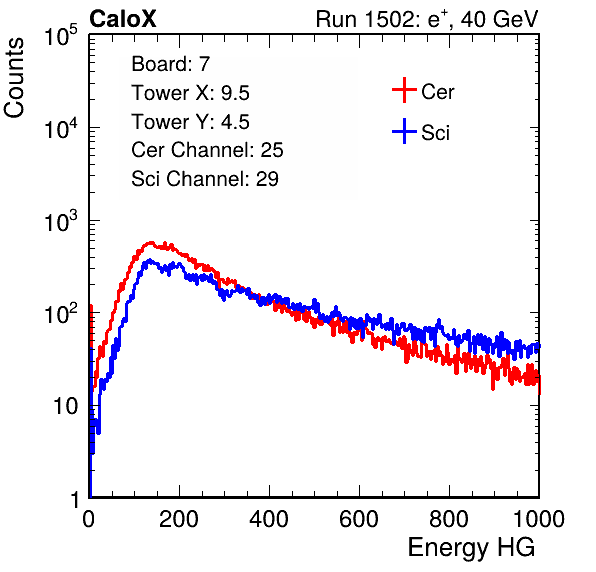 CaloX Run 1502: e⁺, 40 GeV
Counts
10⁵
10⁴
10³
10²
10
1
Board: 7
Tower X: 9.5
Tower Y: 4.5
Cer Channel: 25
Sci Channel: 29
Cer
Sci
0 200 400 600 800 1000
Energy HG